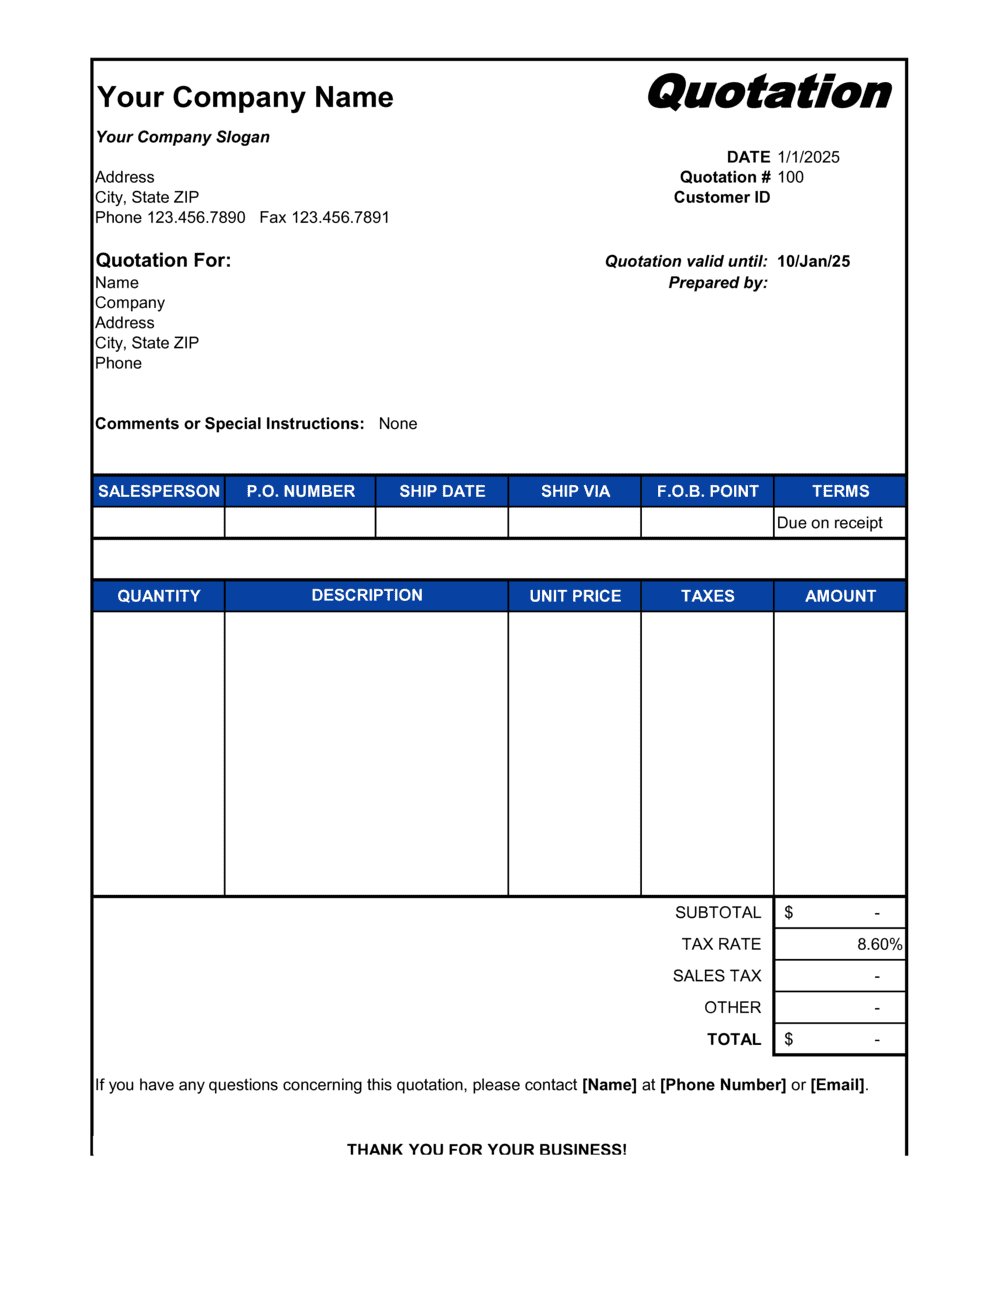 Your Company Name
Quotation
Your Company Slogan
DATE 1/1/2025
Address
Quotation # 100
City, State ZIP
Customer ID
Phone 123.456.7890 Fax 123.456.7891
Quotation For:
Quotation valid until: 10/Jan/25
Name
Prepared by:
Company
Address
City, State ZIP
Phone
Comments or Special Instructions: None
SALESPERSON P.O. NUMBER SHIP DATE SHIP VIA F.O.B. POINT TERMS
Due on receipt
QUANTITY DESCRIPTION UNIT PRICE TAXES AMOUNT
SUBTOTAL $ -
TAX RATE 8.60%
SALES TAX -
OTHER -
TOTAL $ -
If you have any questions concerning this quotation, please contact [Name] at [Phone Number] or [Email].
THANK YOU FOR YOUR BUSINESS!